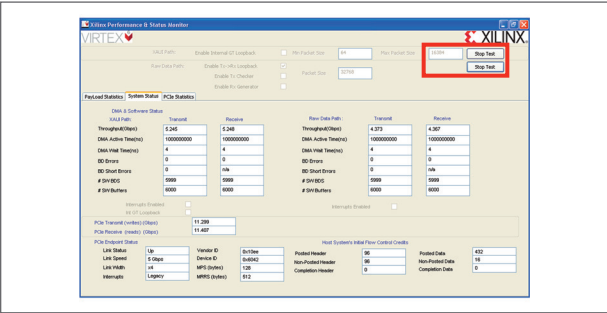 Xilinx Performance & Status Monitor
VIRTEX XILINX
XAUI Path: Enable Internal GT Loopback Min Packet Size 64 Max Packet Size 16384 Stop Test
Raw Data Path: Enable Tx->Rx Loopback Packet Size 32768 Stop Test
Enable Tx Checker
Enable Rx Generator
PayLoad Statistics System Status PCIe Statistics
DMA & Software Status
XAUI Path: Transmit Receive Raw Data Path: Transmit Receive
Throughput(Gbps) 5.245 5.248 Throughput(Gbps) 4.373 4.367
DMA Active Time(ns) 1000000000 1000000000 DMA Active Time(ns) 1000000000 1000000000
DMA Wait Time(ns) 4 4 DMA Wait Time(ns) 4 4
BD Errors 0 0 BD Errors 0 0
BD Short Errors 0 n/a BD Short Errors 0 n/a
# SW BDS 5999 5999 # SW BDS 5999 5999
# SW Buffers 6000 6000 # SW Buffers 6000 6000
Interrupts Enabled Interrupts Enabled
GT Loopback
PCIe Transmit (writes) (Gbps) 11.299
PCIe Receive (reads) (Gbps) 11.407
PCIe Endpoint Status Host System's Initial Flow Control Credits
Link Status Up Vendor ID 0x10ee Posted Header 96 Posted Data 432
Link Speed 5 Gbps Device ID 0x6042 Non-Posted Header 96 Non-Posted Data 16
Link Width x4 MPS (bytes) 128 Completion Header 0 Completion Data 0
Interrupts Legacy MRRS (bytes) 512